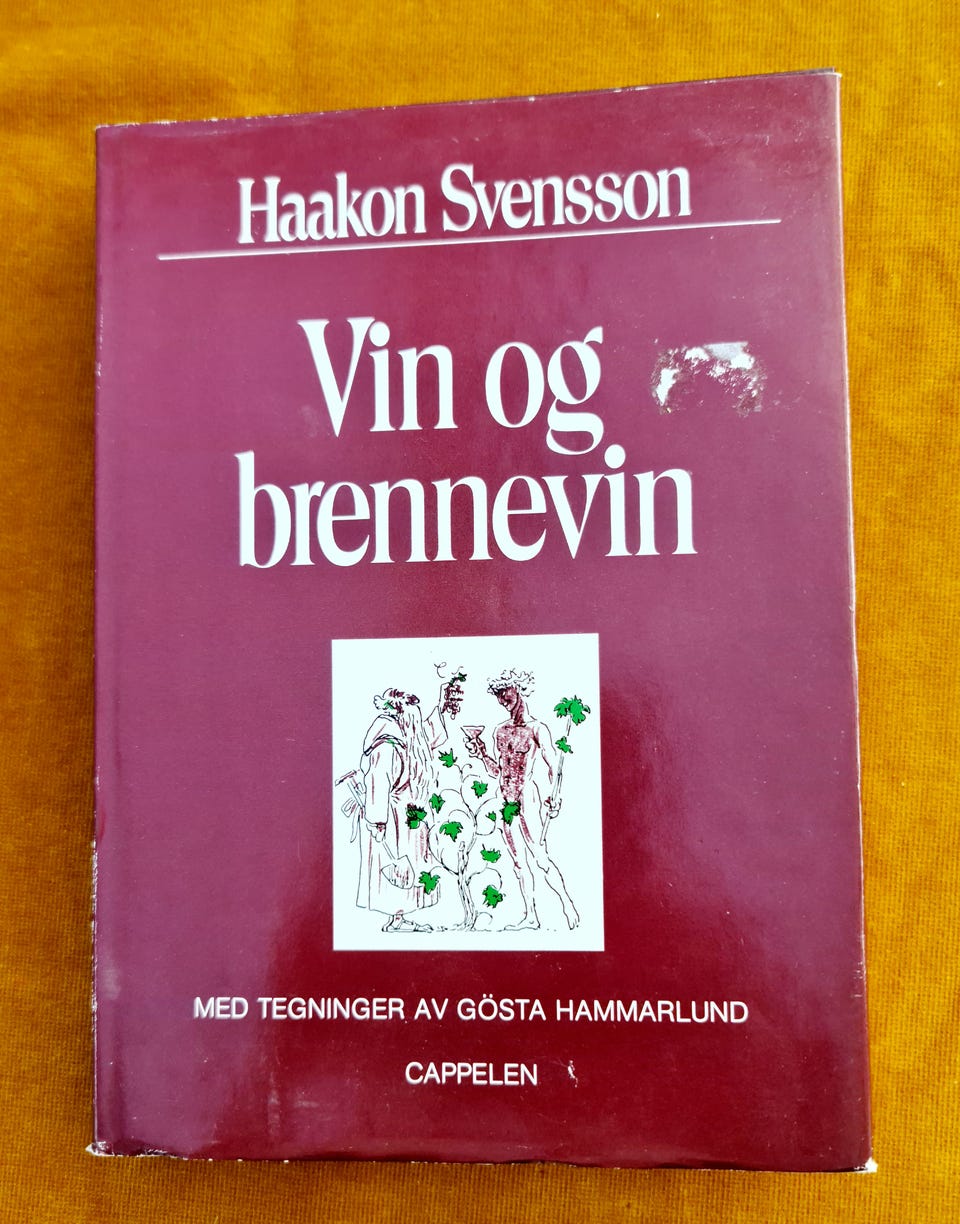 Haakon Svensson
Vin og
brennevin
MED TEGNINGER AV GÖSTA HAMMARLUND
CAPPELEN